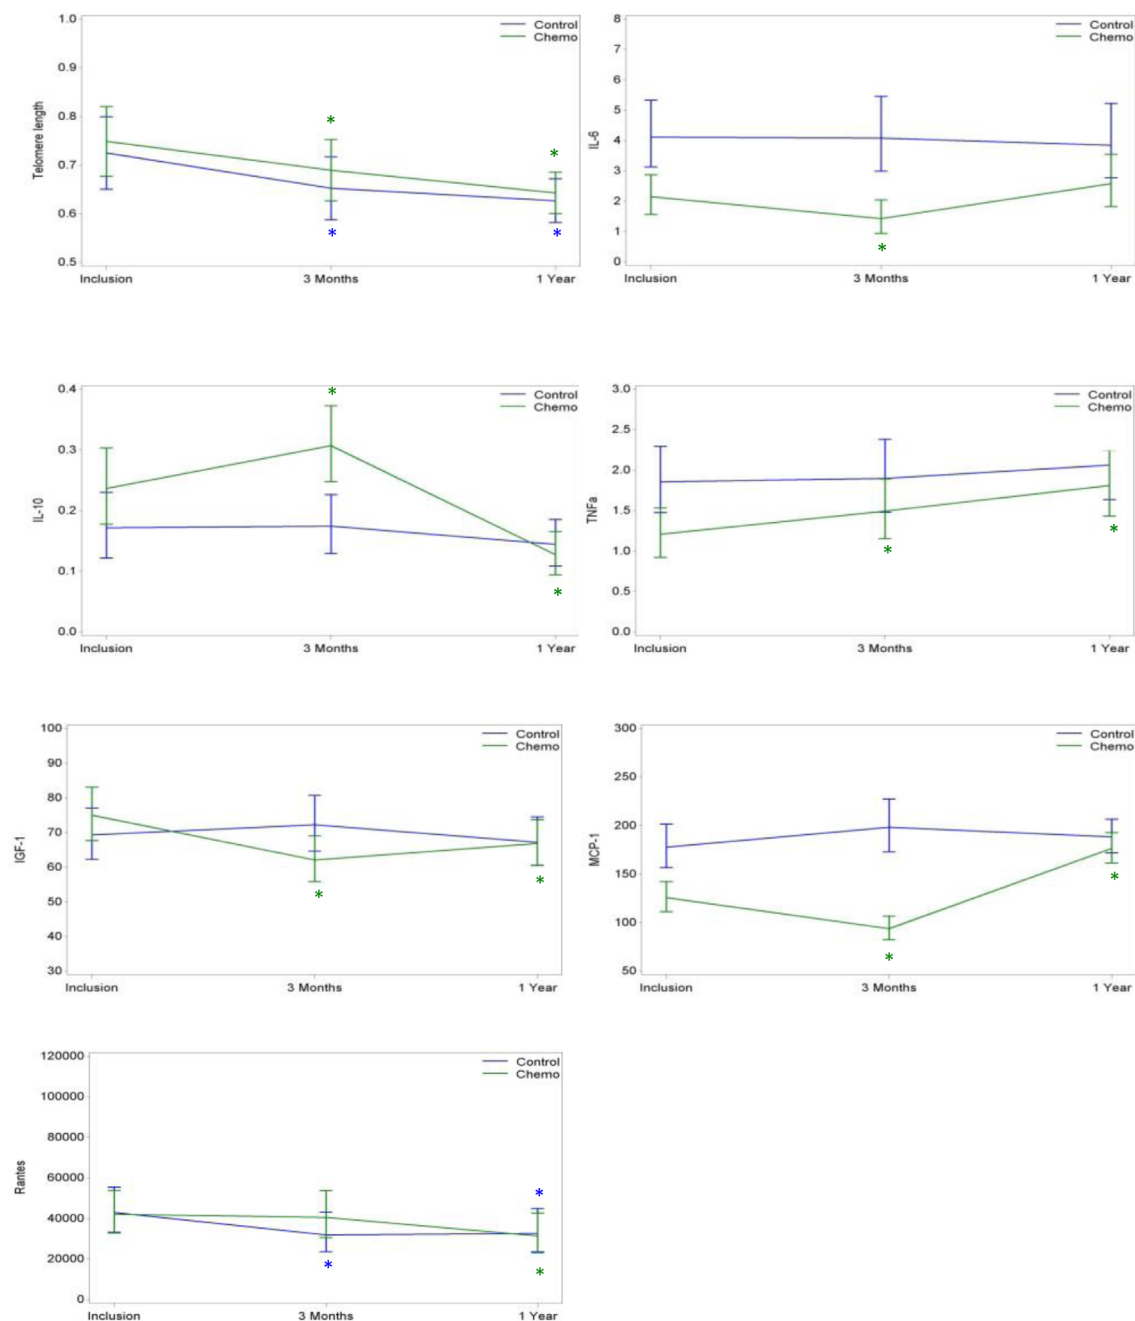 1.0
Control
Chemo
0.9
0.8
Telomere length
0.7
0.6
0.5
Inclusion 3 Months 1 Year
*
*
*
*
8
Control
Chemo
7
6
5
IL-6
4
3
2
1
0
Inclusion 3 Months 1 Year
*
0.4
Control
Chemo
0.3
IL-10
0.2
0.1
0.0
Inclusion 3 Months 1 Year
*
*
3.0
Control
Chemo
2.5
2.0
TNFa
1.5
1.0
0.5
0.0
Inclusion 3 Months 1 Year
*
*
100
Control
Chemo
90
80
70
IGF-1
60
50
40
30
Inclusion 3 Months 1 Year
*
*
300
Control
Chemo
250
200
MCP-1
150
100
50
Inclusion 3 Months 1 Year
*
*
120000
Control
Chemo
100000
80000
Rantes
60000
40000
20000
0
Inclusion 3 Months 1 Year
*
*
*